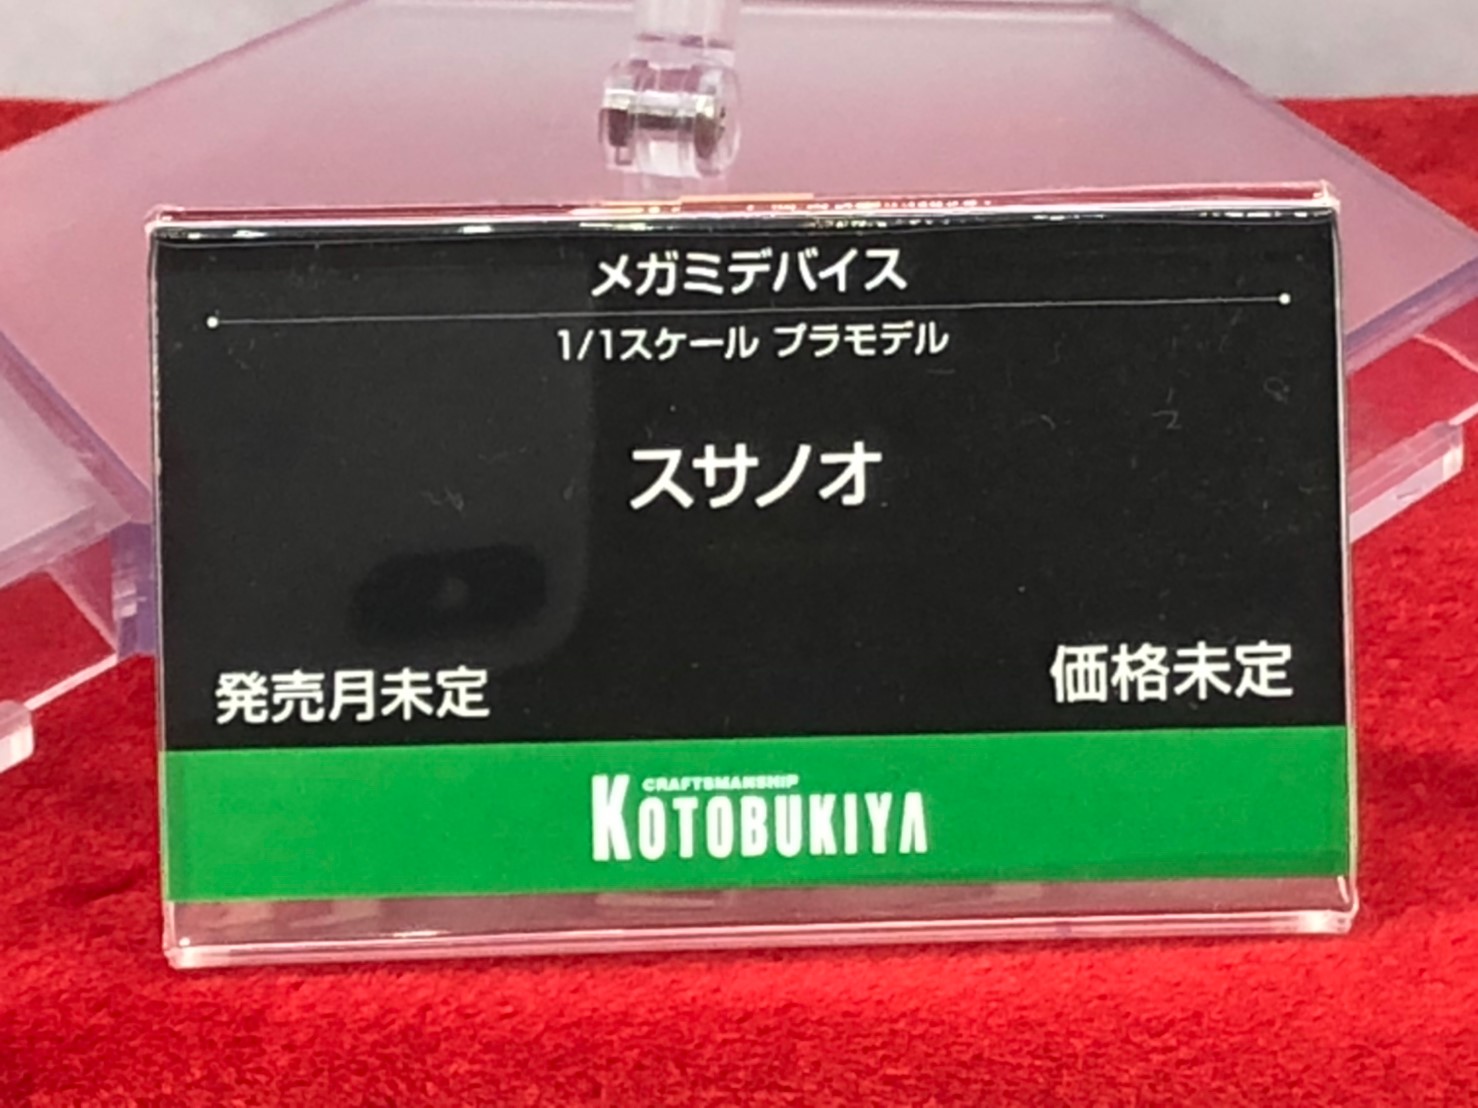 メガミデバイス
1/1スケール プラモデル
スサノオ
発売月未定
価格未定
CRAFTSMANSHIP
KOTOBUKIYA